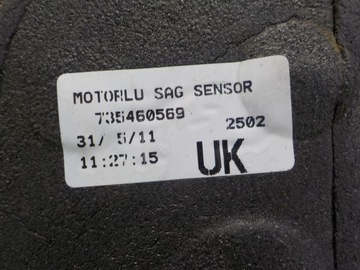 MOTORLU SAG SENSOR
735460569
2502
31/ 5/11
11:27:15
UK